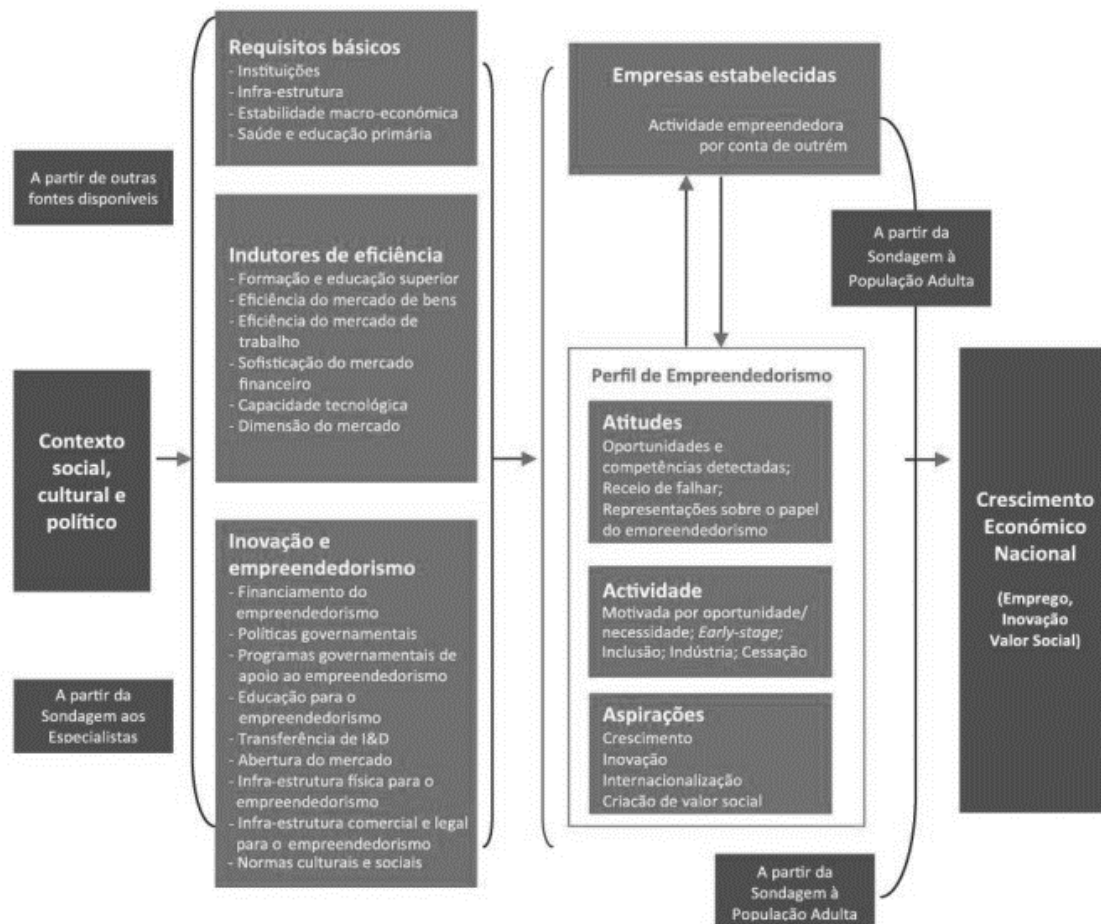 Requisitos básicos
- Instituições
- Infra-estrutura
- Estabilidade macro-económica
- Saúde e educação primária
A partir de outras
fontes disponíveis
Indutores de eficiência
- Formação e educação superior
- Eficiência do mercado de bens
- Eficiência do mercado de
trabalho
- Sofisticação do mercado
financeiro
- Capacidade tecnológica
- Dimensão do mercado
Contexto
social,
cultural e
político
Inovação e
empreendedorismo
- Financiamento do
empreendedorismo
- Políticas governamentais
- Programas governamentais de
apoio ao empreendedorismo
- Educação para o
empreendedorismo
- Transferência de I&D
- Abertura do mercado
- Infra-estrutura física para o
empreendedorismo
- Infra-estrutura comercial e legal
para o empreendedorismo
- Normas culturais e sociais
A partir da
Sondagem aos
Especialistas
Empresas estabelecidas
Actividade empreendedora
por conta de outrém
A partir da
Sondagem à
População Adulta
Perfil de Empreendedorismo
Atitudes
Oportunidades e
competências detectadas;
Receio de falhar;
Representações sobre o papel
do empreendedorismo
Actividade
Motivada por oportunidade/
necessidade; Early-stage;
Inclusão; Indústria; Cessação
Aspirações
Crescimento
Inovação
Internacionalização
Criação de valor social
Crescimento
Económico
Nacional
(Emprego,
Inovação
Valor Social)
A partir da
Sondagem à
População Adulta